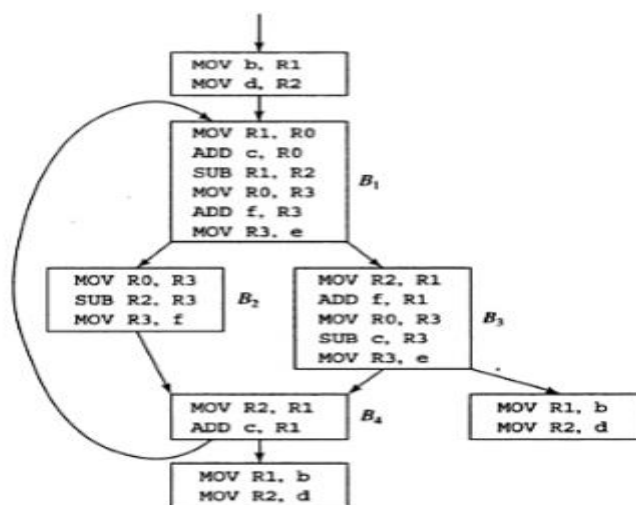 MOV b, R1
MOV d, R2
MOV R1, R0
ADD c, R0
SUB R1, R2
MOV R0, R3
ADD f, R3
MOV R3, e
B1
MOV R0, R3
SUB R2, R3
MOV R3, f
B2
MOV R2, R1
ADD f, R1
MOV R0, R3
SUB c, R3
MOV R3, e
B3
MOV R2, R1
ADD c, R1
B4
MOV R1, b
MOV R2, d
MOV R1, b
MOV R2, d